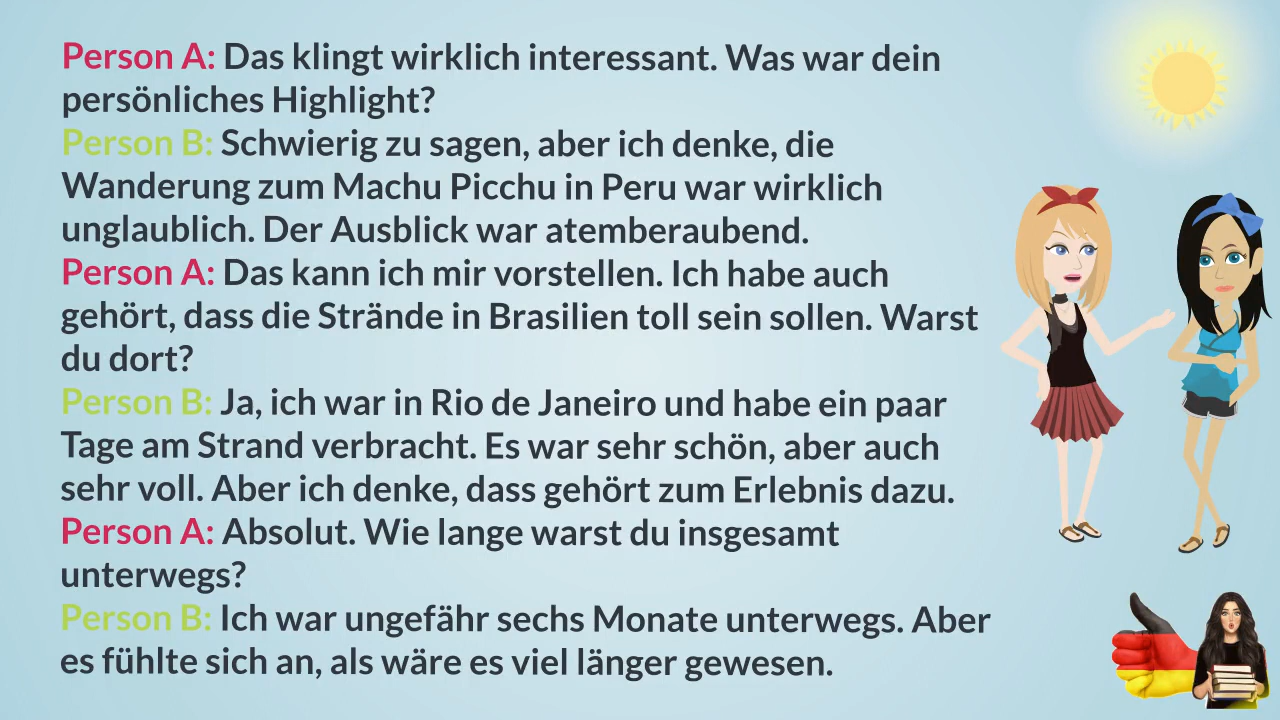 Person A: Das klingt wirklich interessant. Was war dein
persönliches Highlight?
Person B: Schwierig zu sagen, aber ich denke, die
Wanderung zum Machu Picchu in Peru war wirklich
unglaublich. Der Ausblick war atemberaubend.
Person A: Das kann ich mir vorstellen. Ich habe auch
gehört, dass die Strände in Brasilien toll sein sollen. Warst
du dort?
Person B: Ja, ich war in Rio de Janeiro und habe ein paar
Tage am Strand verbracht. Es war sehr schön, aber auch
sehr voll. Aber ich denke, dass gehört zum Erlebnis dazu.
Person A: Absolut. Wie lange warst du insgesamt
unterwegs?
Person B: Ich war ungefähr sechs Monate unterwegs. Aber
es fühlte sich an, als wäre es viel länger gewesen.